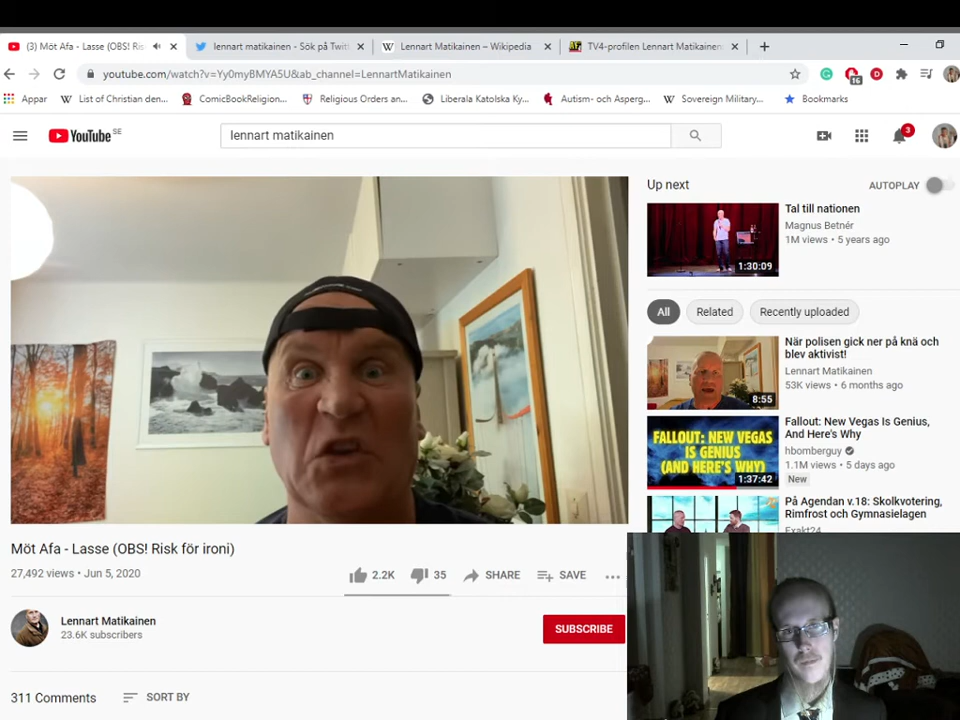 (3) Möt Afa - Lasse (OBS! Ris
lennart matikainen - Sök på Twitt
Lennart Matikainen – Wikipedia
TV4-profilen Lennart Matikainen
youtube.com/watch?v=Yy0myBMYA5U&ab_channel=LennartMatikainen
16
Appar
List of Christian den...
ComicBookReligion...
Religious Orders an...
Liberala Katolska Ky...
Autism- och Asperg...
Sovereign Military...
Bookmarks
YouTube SE
lennart matikainen
3
Up next
AUTOPLAY
Tal till nationen
Magnus Betnér
1M views • 5 years ago
1:30:09
All
Related
Recently uploaded
När polisen gick ner på knä och
blev aktivist!
Lennart Matikainen
53K views • 6 months ago
8:55
FALLOUT: NEW VEGAS
IS GENIUS
(AND HERE'S WHY)
1:37:42
Fallout: New Vegas Is Genius,
And Here's Why
hbomberguy
1.1M views • 5 days ago
New
På Agendan v.18: Skolkvotering,
Rimfrost och Gymnasielagen
Exakt24
Möt Afa - Lasse (OBS! Risk för ironi)
27,492 views • Jun 5, 2020
2.2K
35
SHARE
SAVE
Lennart Matikainen
23.6K subscribers
SUBSCRIBE
311 Comments
SORT BY